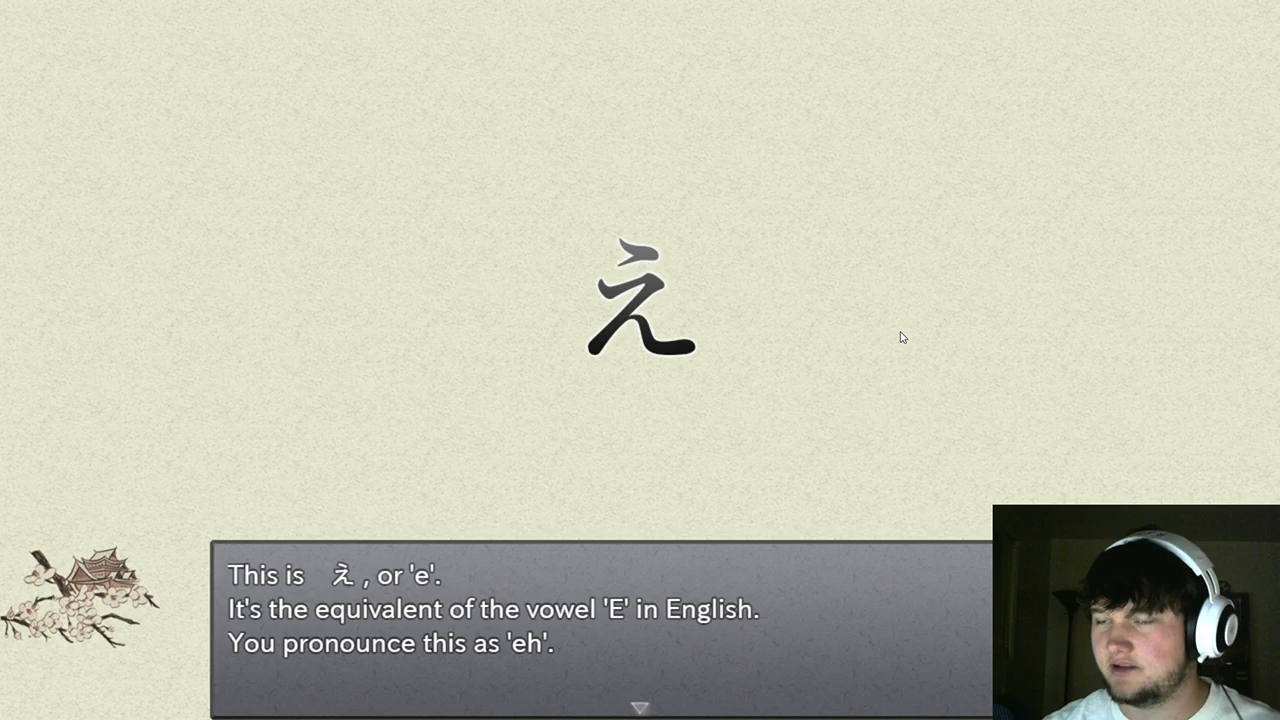 え
This is え, or 'e'.
It's the equivalent of the vowel 'E' in English.
You pronounce this as 'eh'.